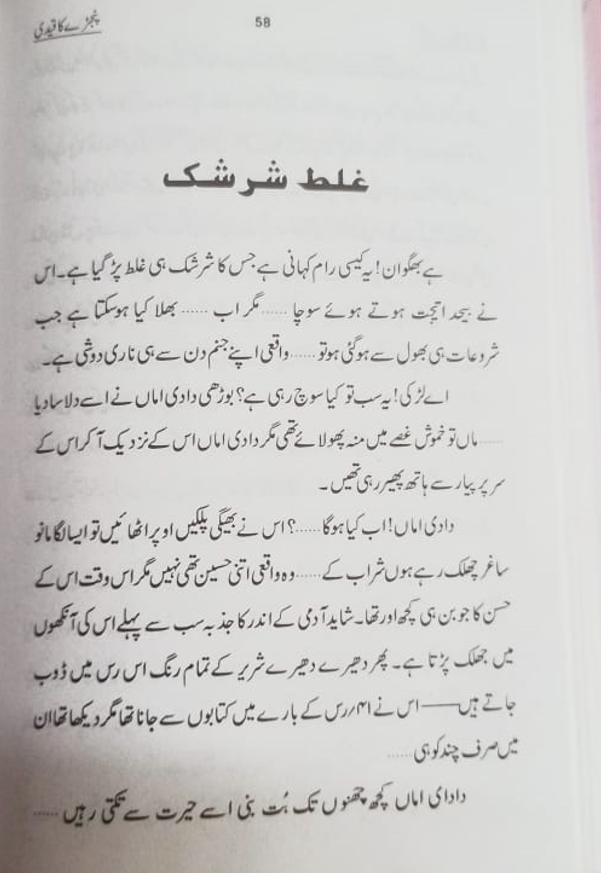 پنجڑے کا قیدی
58
غلط شرشک
ہے بھگوان! یہ کیسی رام کہانی ہے جس کا شرشک ہی غلط پڑ گیا ہے۔ اس
نے بیحد اتجت ہوتے ہوئے سوچا ...... مگر اب ...... بھلا کیا ہوسکتا ہے جب
شروعات ہی بھول سے ہوگئی ہو تو ...... واقعی اپنے جنم دن سے ہی ناری دوشی ہے۔
اے لڑکی! یہ سب تو کیا سوچ رہی ہے؟ بوڑھی دادی اماں نے اسے دلاسا دیا
...... ماں تو خموش غصے میں منہ پھولائے تھی مگر دادی اماں اس کے نزدیک آکر اس کے
سر پر پیار سے ہاتھ پھیر رہی تھیں۔
دادی اماں! اب کیا ہوگا ......؟ اس نے بھیگی پلکیں اوپر اٹھائیں تو ایسا لگا مانو
ساغر چھلک رہے ہوں شراب کے ...... وہ واقعی اتنی حسین تھی نہیں مگر اس وقت اس کے
حسن کا جوبن ہی کچھ اور تھا۔ شاید آدمی کے اندر کا جذبہ سب سے پہلے اس کی آنکھوں
میں جھلک پڑتا ہے۔ پھر دھیرے دھیرے شریر کے تمام رنگ اس رس میں ڈوب
جاتے ہیں—— اس نے ۴۱/رس کے بارے میں کتابوں سے جانا تھا مگر دیکھا تھا ان
میں صرف چند کو ہی ......
دادای اماں کچھ چھنوں تک بُت بنی اسے حیرت سے تکتی رہیں ......